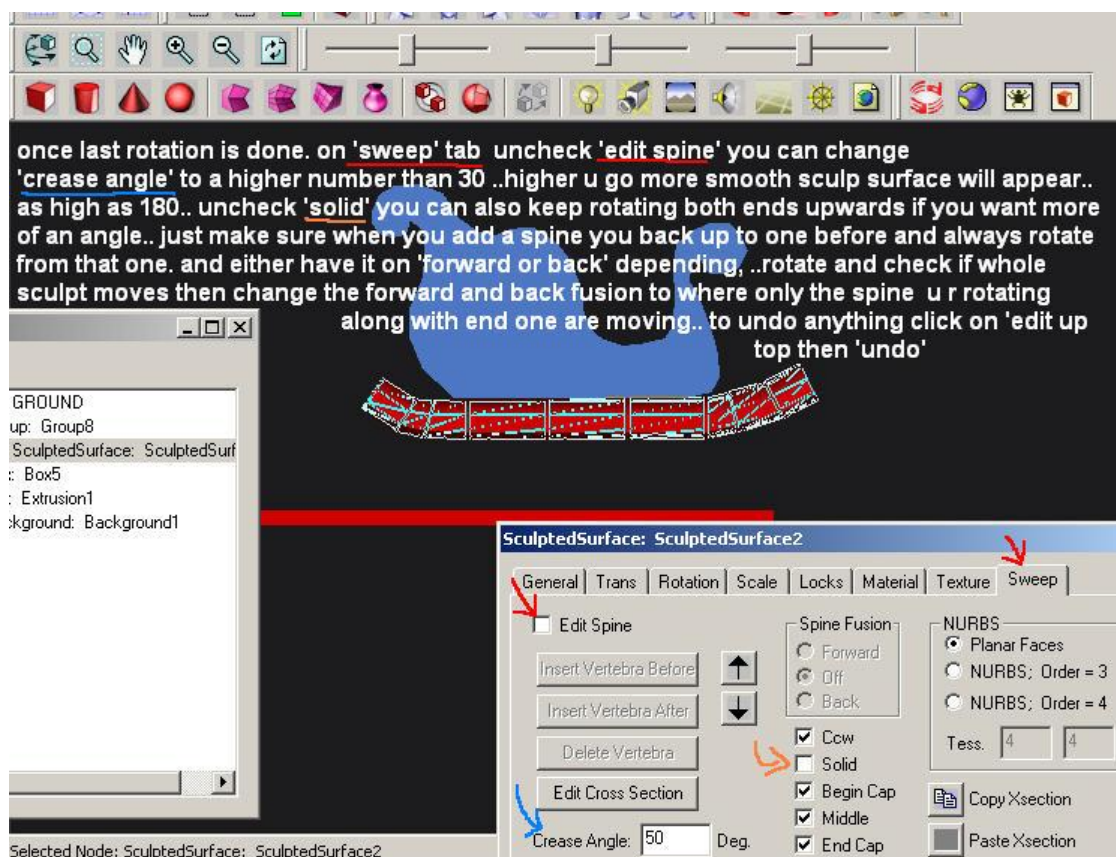 once last rotation is done. on 'sweep' tab  uncheck 'edit spine' you can change
'crease angle' to a higher number than 30 ..higher u go more smooth sculp surface will appear..
as high as 180.. uncheck 'solid' you can also keep rotating both ends upwards if you want more
of an angle.. just make sure when you add a spine you back up to one before and always rotate
from that one. and either have it on 'forward or back' depending, ..rotate and check if whole
sculpt moves then change the forward and back fusion to where only the spine  u r rotating
along with end one are moving.. to undo anything click on 'edit up
top then 'undo'
GROUND
up: Group8
SculptedSurface: SculptedSurf
: Box5
: Extrusion1
ckground: Background1
SculptedSurface: SculptedSurface2
General Trans Rotation Scale Locks Material Texture Sweep
Edit Spine
Insert Vertebra Before
Insert Vertebra After
Delete Vertebra
Edit Cross Section
Crease Angle: 50 Deg.
Spine Fusion
Forward
Off
Back
Ccw
Solid
Begin Cap
Middle
End Cap
NURBS
Planar Faces
NURBS; Order = 3
NURBS; Order = 4
Tess. 4 4
Copy Xsection
Paste Xsection
Selected Node: SculptedSurface: SculptedSurface2